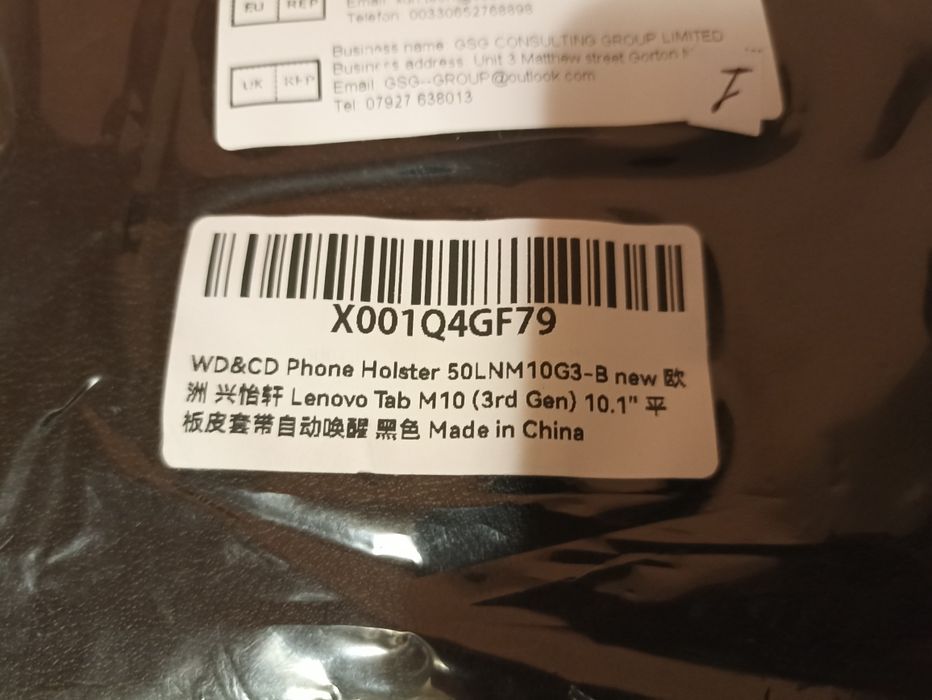 EU REP
Telefon: 00330652768898
UK REP
Business name: GSG CONSULTING GROUP LIMITED
Business address: Unit 3 Matthew street Gorton
Email: GSG--GROUP@outlook.com
Tel: 07927 638013
I
X001Q4GF79
WD&CD Phone Holster 50LNM10G3-B new 欧
洲 兴怡轩 Lenovo Tab M10 (3rd Gen) 10.1" 平
板皮套带自动唤醒 黑色 Made in China